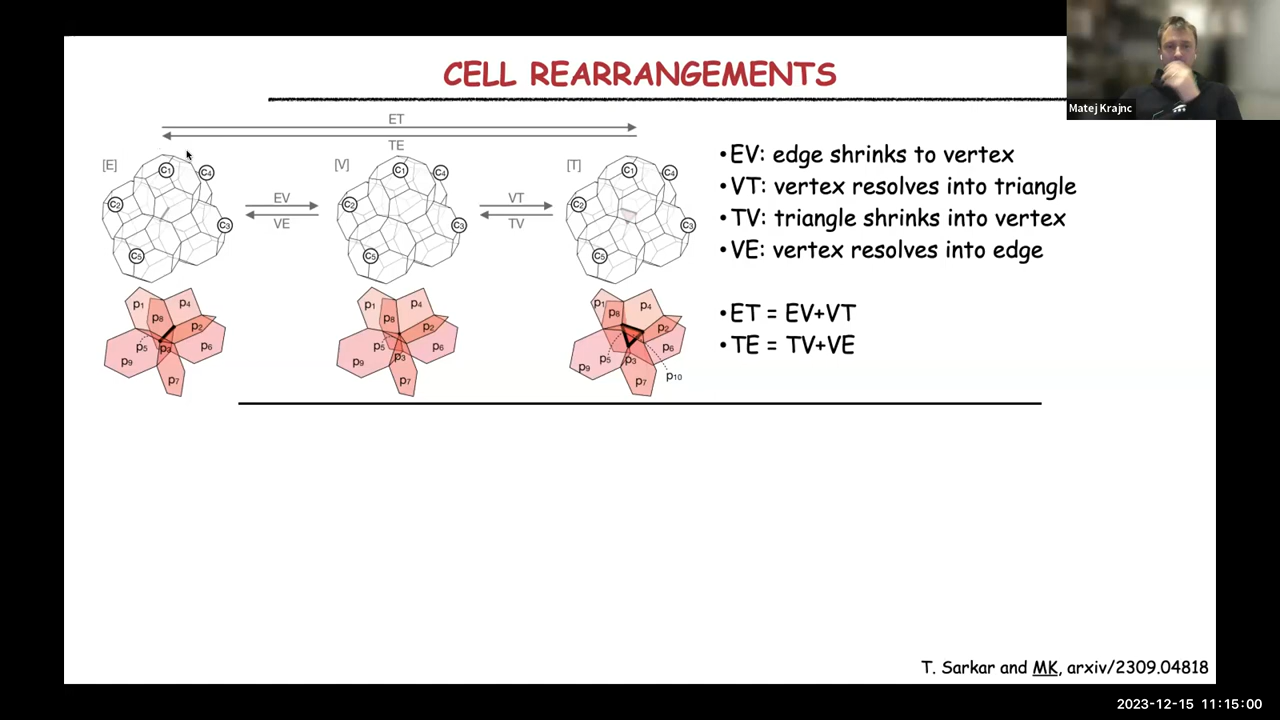 CELL REARRANGEMENTS
Matej Krajnc
ET
TE
[E]
[V]
[T]
EV
VE
VT
TV
C1 C4 C2 C3 C5
C1 C4 C2 C3 C5
C1 C4 C2 C3 C5
p1 p4 p8 p2 p5 p3 p6 p9 p7
p1 p4 p8 p2 p5 p3 p6 p9 p7
p1 p4 p8 p2 p5 p3 p6 p9 p7 p10
•EV: edge shrinks to vertex
•VT: vertex resolves into triangle
•TV: triangle shrinks into vertex
•VE: vertex resolves into edge
•ET = EV+VT
•TE = TV+VE
T. Sarkar and MK, arxiv/2309.04818
2023-12-15 11:15:00